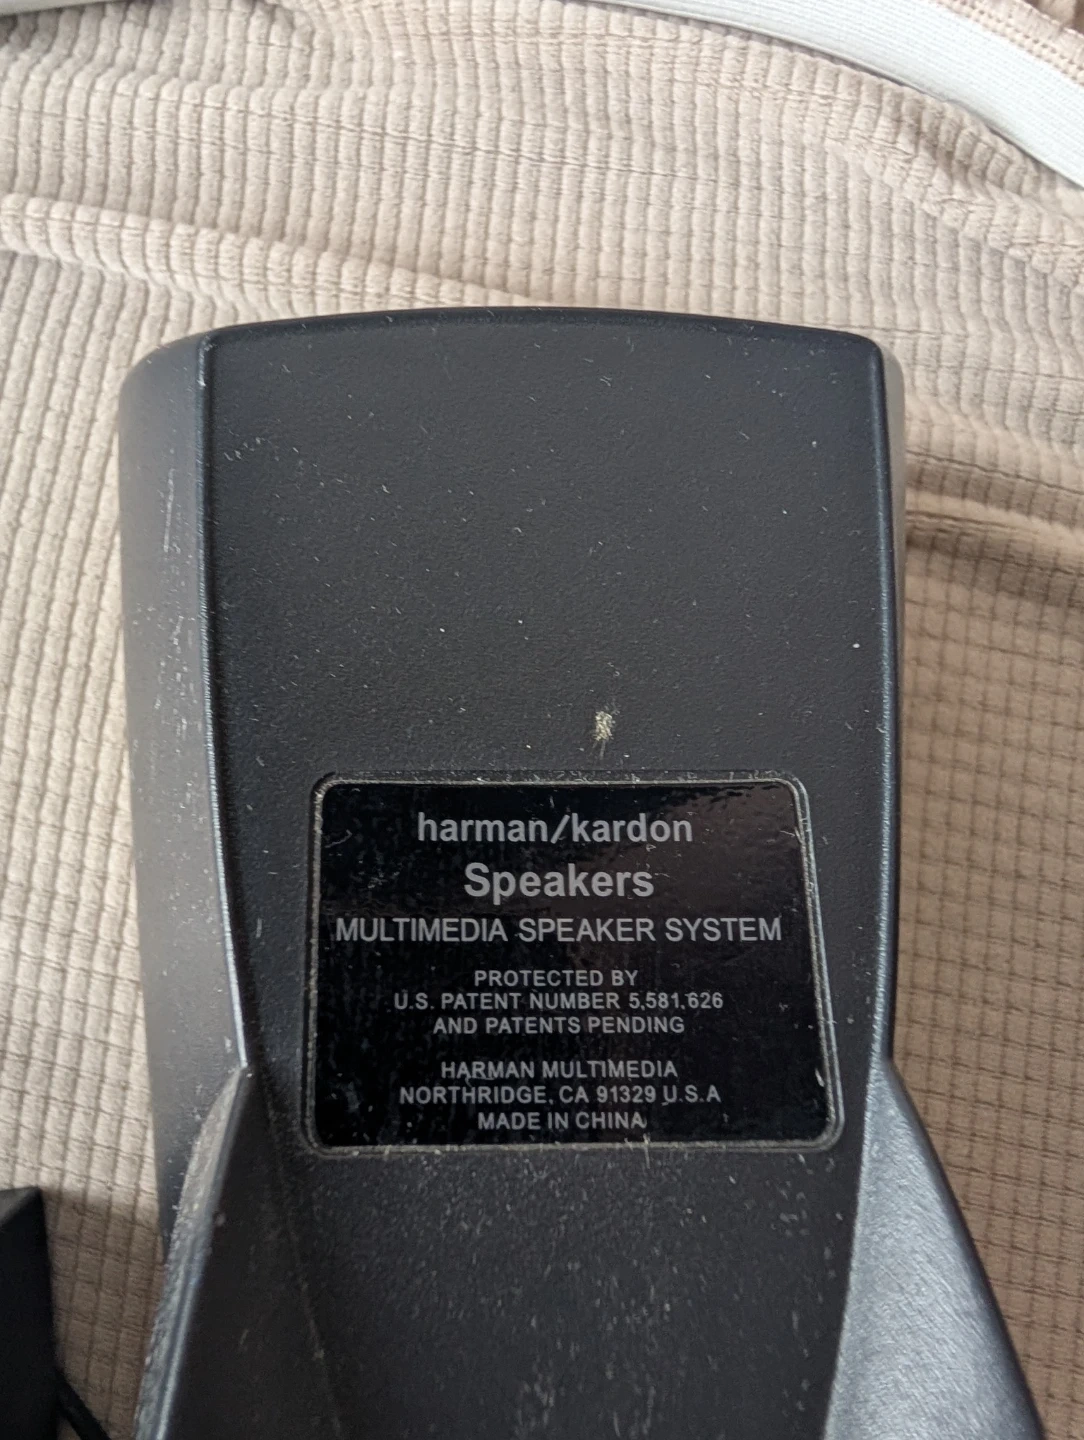 harman/kardon
Speakers
MULTIMEDIA SPEAKER SYSTEM
PROTECTED BY
U.S. PATENT NUMBER 5,581,626
AND PATENTS PENDING
HARMAN MULTIMEDIA
NORTHRIDGE, CA 91329 U.S.A
MADE IN CHINA